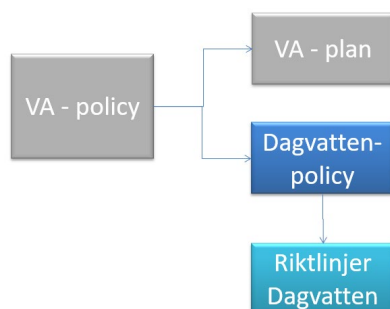 VA - policy
VA - plan
Dagvatten-
policy
Riktlinjer
Dagvatten